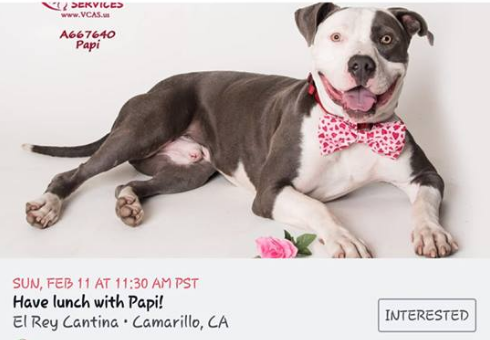 SERVICES
www.VCAS.us
A667640
Papi
SUN, FEB 11 AT 11:30 AM PST
Have lunch with Papi!
El Rey Cantina • Camarillo, CA
INTERESTED